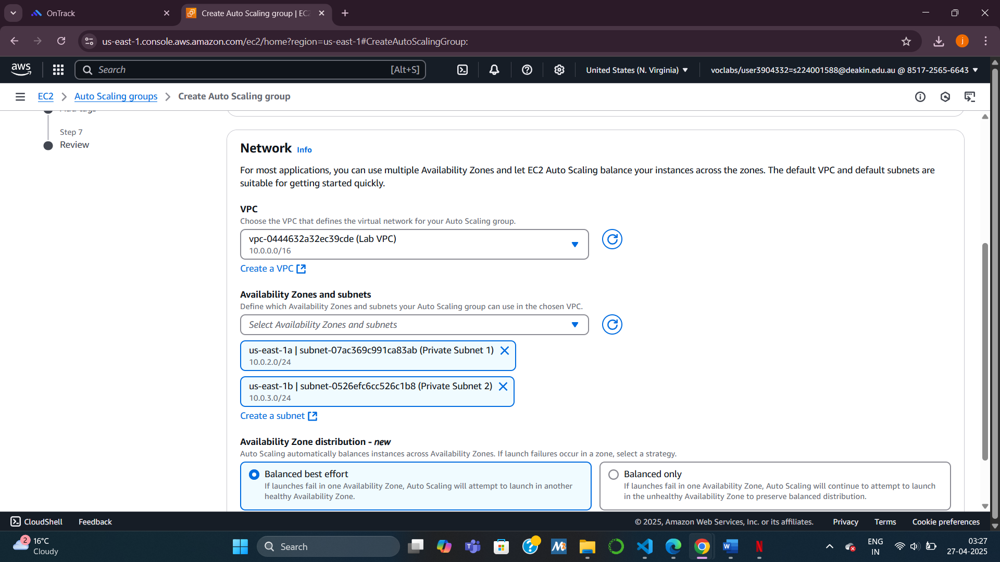 OnTrack
Create Auto Scaling group | EC2
us-east-1.console.aws.amazon.com/ec2/home?region=us-east-1#CreateAutoScalingGroup:
j
aws
Search
[Alt+S]
United States (N. Virginia)
voclabs/user3904332=s224001588@deakin.edu.au @ 8517-2565-6643
EC2
Auto Scaling groups
Create Auto Scaling group
Add tags
Step 7
Review
Network Info
For most applications, you can use multiple Availability Zones and let EC2 Auto Scaling balance your instances across the zones. The default VPC and default subnets are
suitable for getting started quickly.
VPC
Choose the VPC that defines the virtual network for your Auto Scaling group.
vpc-0444632a32ec39cde (Lab VPC)
10.0.0.0/16
Create a VPC
Availability Zones and subnets
Define which Availability Zones and subnets your Auto Scaling group can use in the chosen VPC.
Select Availability Zones and subnets
us-east-1a | subnet-07ac369c991ca83ab (Private Subnet 1)
10.0.2.0/24
us-east-1b | subnet-0526efc6cc526c1b8 (Private Subnet 2)
10.0.3.0/24
Create a subnet
Availability Zone distribution - new
Auto Scaling automatically balances instances across Availability Zones. If launch failures occur in a zone, select a strategy.
Balanced best effort
If launches fail in one Availability Zone, Auto Scaling will attempt to launch in another
healthy Availability Zone.
Balanced only
If launches fail in one Availability Zone, Auto Scaling will continue to attempt to launch
in the unhealthy Availability Zone to preserve balanced distribution.
CloudShell
Feedback
© 2025, Amazon Web Services, Inc. or its affiliates.
Privacy
Terms
Cookie preferences
2
16°C
Cloudy
Search
ENG
IN
03:27
27-04-2025